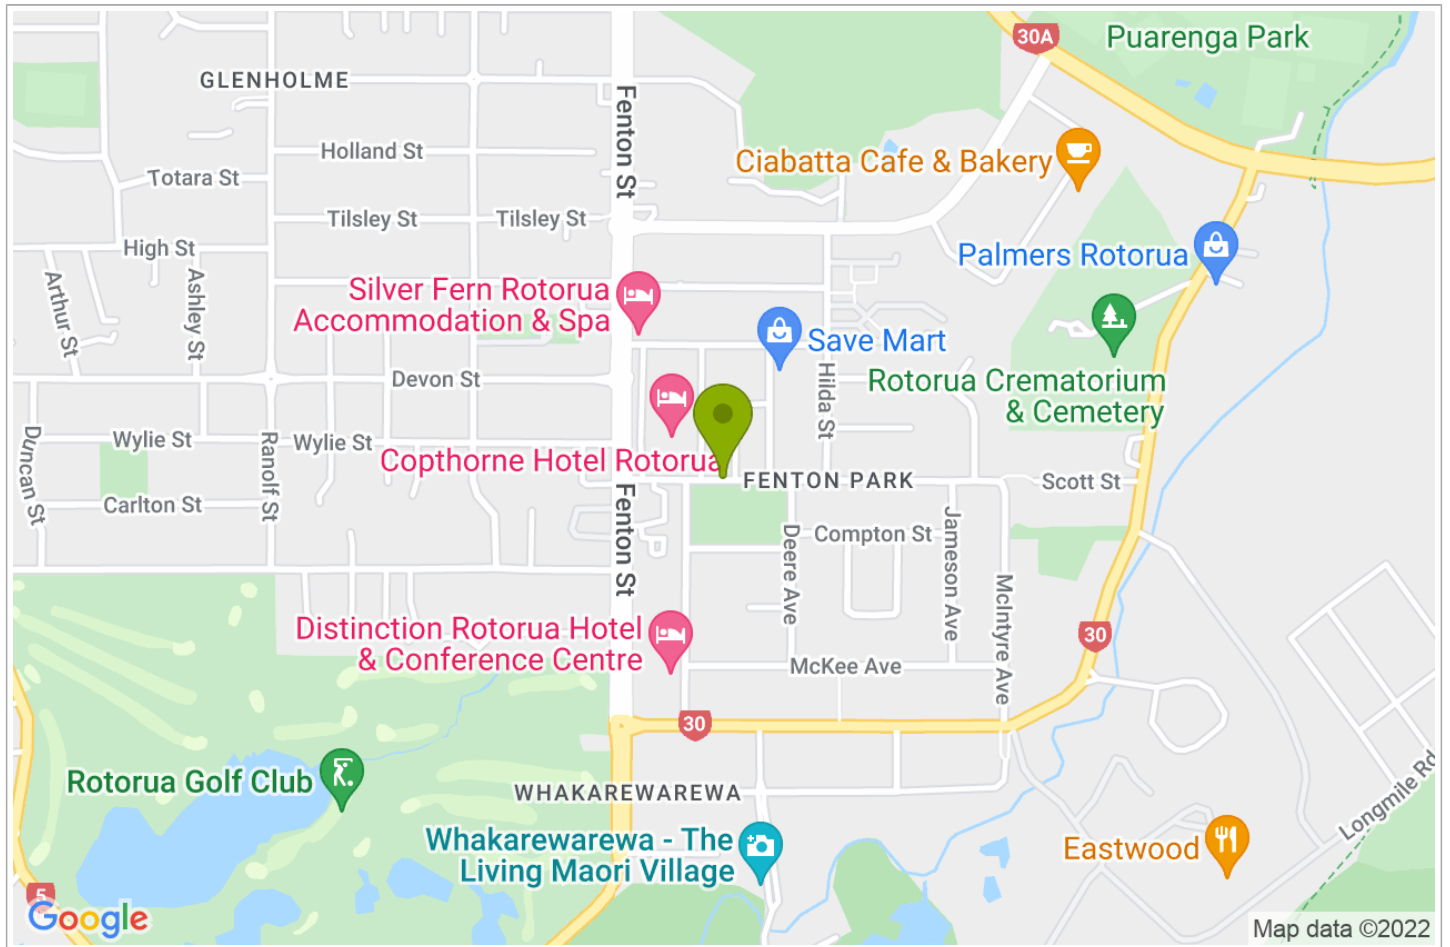 30A
Puarenga Park
GLENHOLME
Fenton St
Holland St
Ciabatta Cafe & Bakery
Totara St
Tilsley St
Tilsley St
High St
Palmers Rotorua
Arthur St
Ashley St
Silver Fern Rotorua
Accommodation & Spa
Save Mart
Hilda St
Rotorua Crematorium
& Cemetery
Devon St
Duncan St
Wylie St
Ranolf St
Wylie St
Copthorne Hotel Rotorua
FENTON PARK
Scott St
Carlton St
Fenton St
Deere Ave
Compton St
Jameson Ave
McIntyre Ave
Distinction Rotorua Hotel
& Conference Centre
30
McKee Ave
30
Rotorua Golf Club
WHAKAREWAREWA
Longmile Rd
Whakarewarewa - The
Living Maori Village
Eastwood
5
Google
Map data ©2022